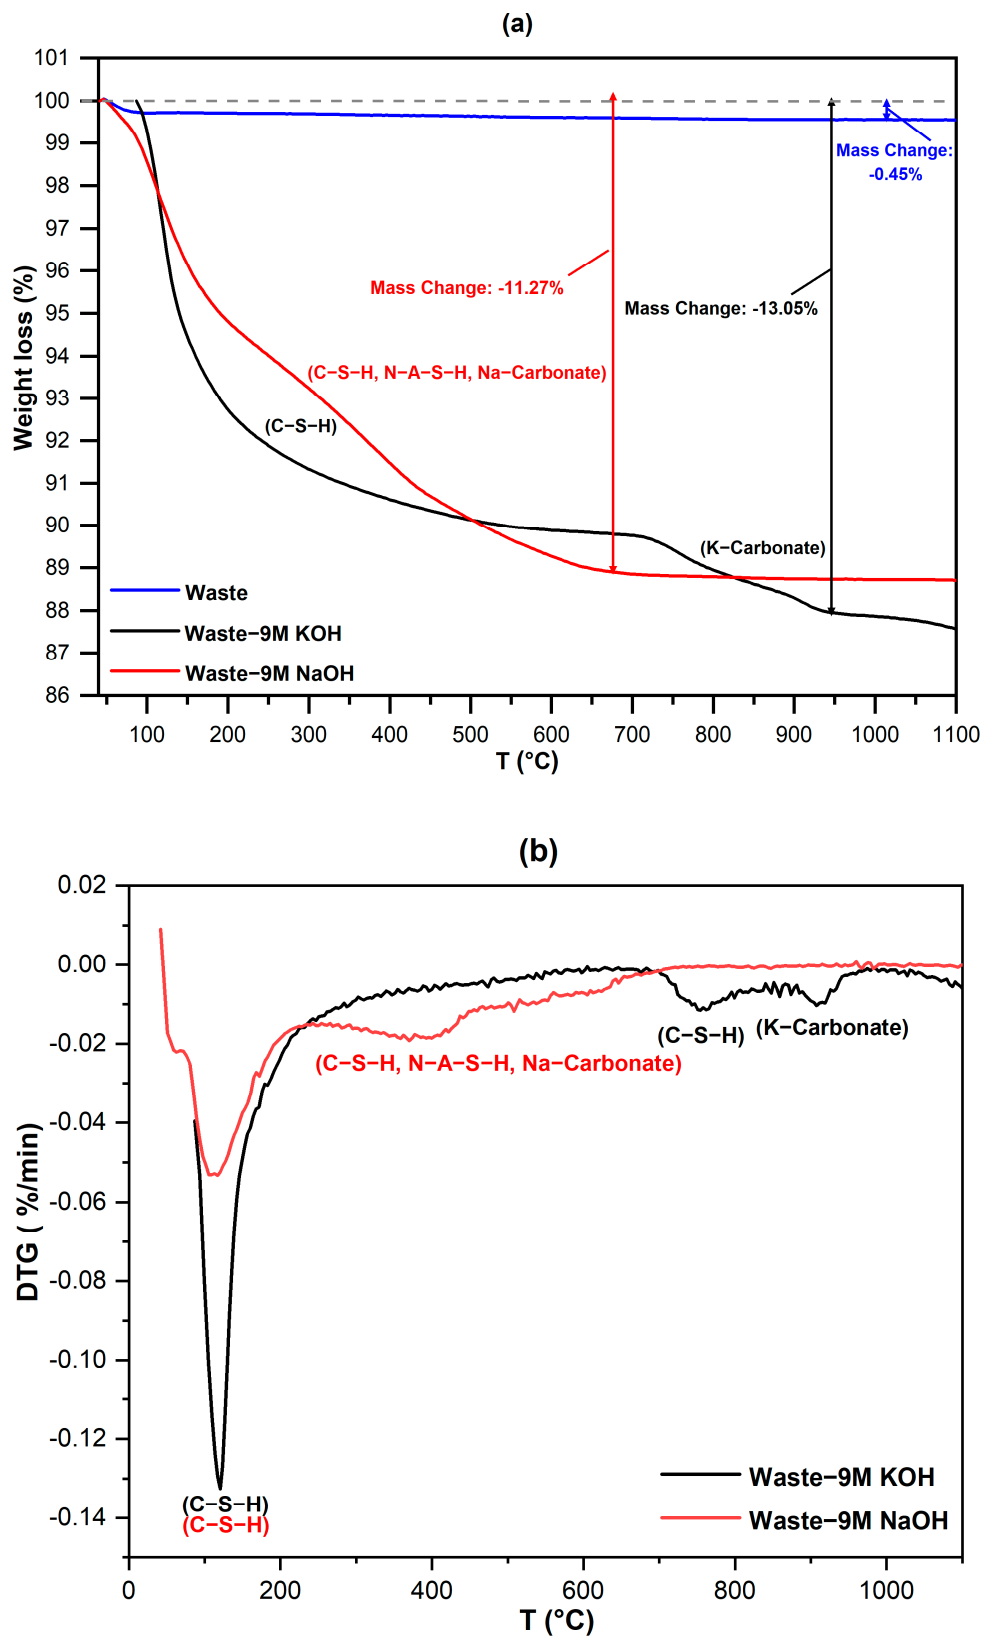 (a)
101
100
99
98
97
96
95
94
93
92
91
90
89
88
87
86
Weight loss (%)
Mass Change:
-0.45%
Mass Change: -11.27%
Mass Change: -13.05%
(C−S−H, N−A−S−H, Na−Carbonate)
(C−S−H)
(K−Carbonate)
Waste
Waste−9M KOH
Waste−9M NaOH
100 200 300 400 500 600 700 800 900 1000 1100
T (°C)
(b)
0.02
0.00
-0.02
-0.04
-0.06
-0.08
-0.10
-0.12
-0.14
DTG ( %/min)
(C−S−H)
(K−Carbonate)
(C−S−H, N−A−S−H, Na−Carbonate)
(C−S−H)
(C−S−H)
Waste−9M KOH
Waste−9M NaOH
0 200 400 600 800 1000
T (°C)